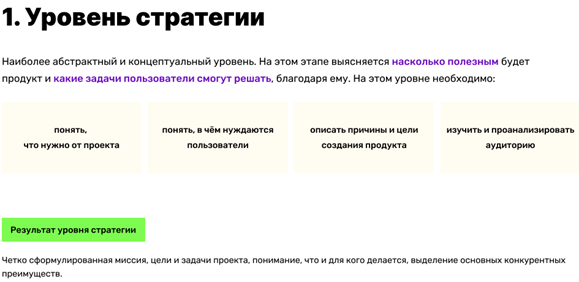 1. Уровень стратегии
Наиболее абстрактный и концептуальный уровень. На этом этапе выясняется насколько полезным будет
продукт и какие задачи пользователи смогут решать, благодаря ему. На этом уровне необходимо:
понять,
что нужно от проекта
понять, в чём нуждаются
пользователи
описать причины и цели
создания продукта
изучить и проанализировать
аудиторию
Результат уровня стратегии
Четко сформулированная миссия, цели и задачи проекта, понимание, что и для кого делается, выделение основных конкурентных
преимуществ.